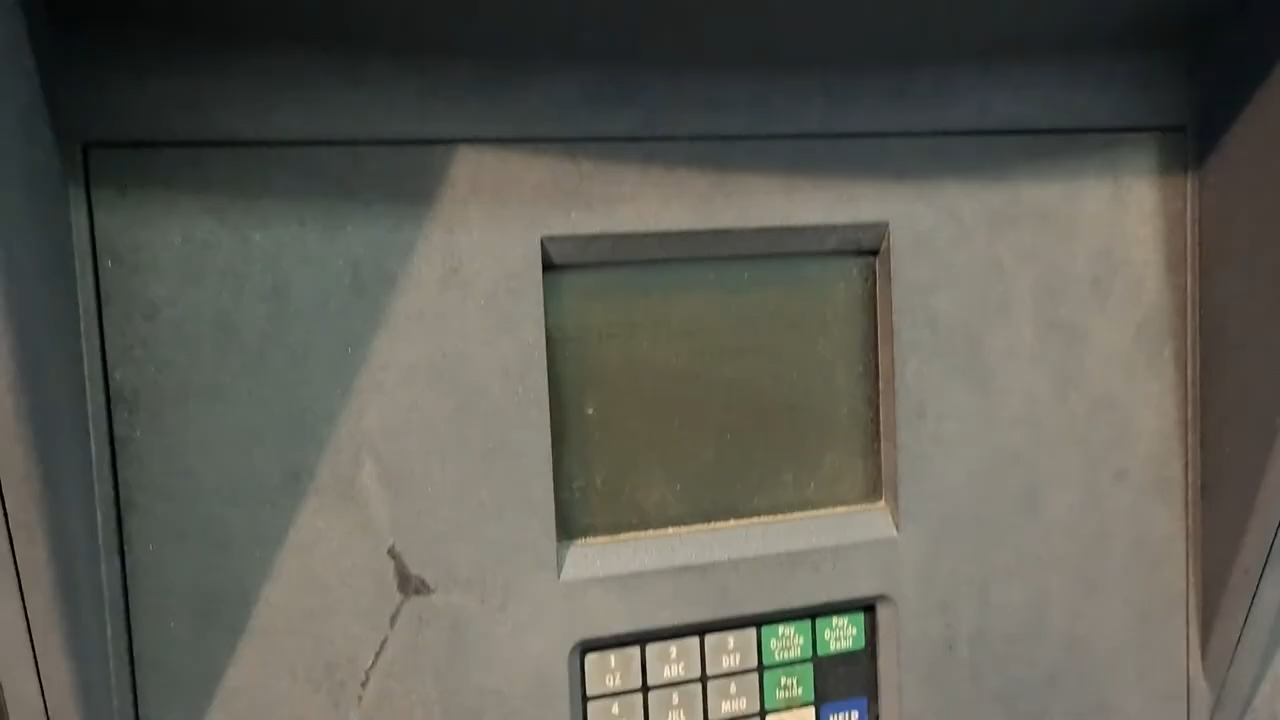 1
QZ
2
ABC
3
DEF
Pay
Outside
Credit
Pay
Outside
Debit
4
5
JKL
6
MNO
Pay
Inside
HELP